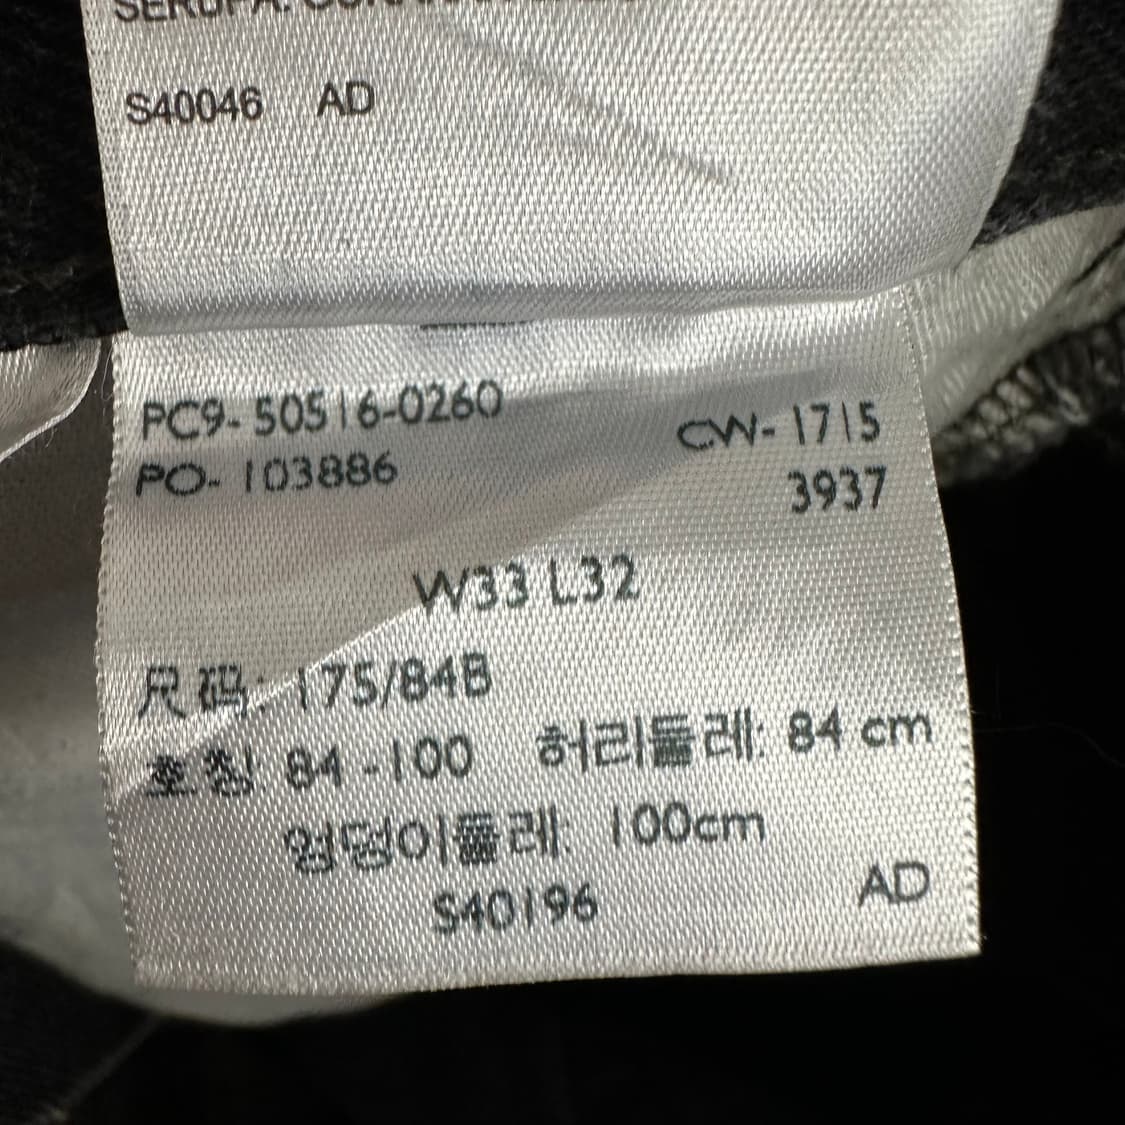 S40046 AD
PC9-50516-0260
CW-1715
PO-103886
3937
W33 L32
尺码: 175/84B
호칭 84-100 허리둘레: 84 cm
엉덩이둘레: 100cm
S40196 AD